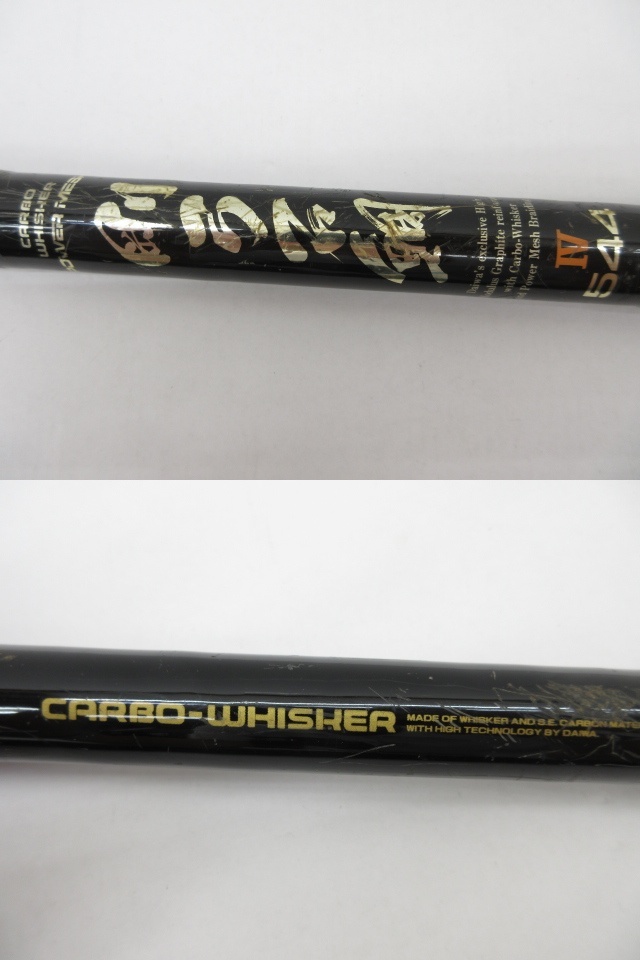 CARBO
WHISKER
POWER MESH
Daiwa's exclusive High
Modulus Graphite reinforced
with Carbo-Whisker
and Power Mesh Braiding
IV
544
CARBO-WHISKER
MADE OF WHISKER AND S.E. CARBON
WITH HIGH TECHNOLOGY BY DAIWA.